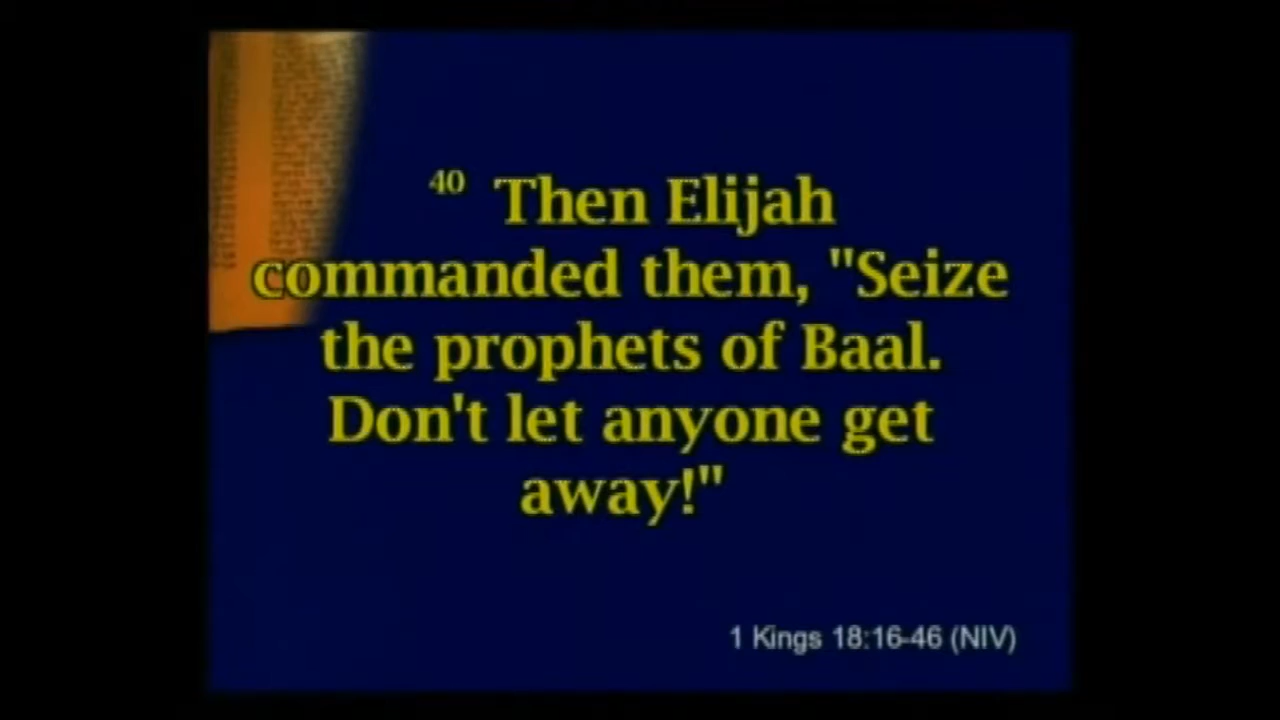 40 Then Elijah
commanded them, "Seize
the prophets of Baal.
Don't let anyone get
away!"
1 Kings 18:16-46 (NIV)